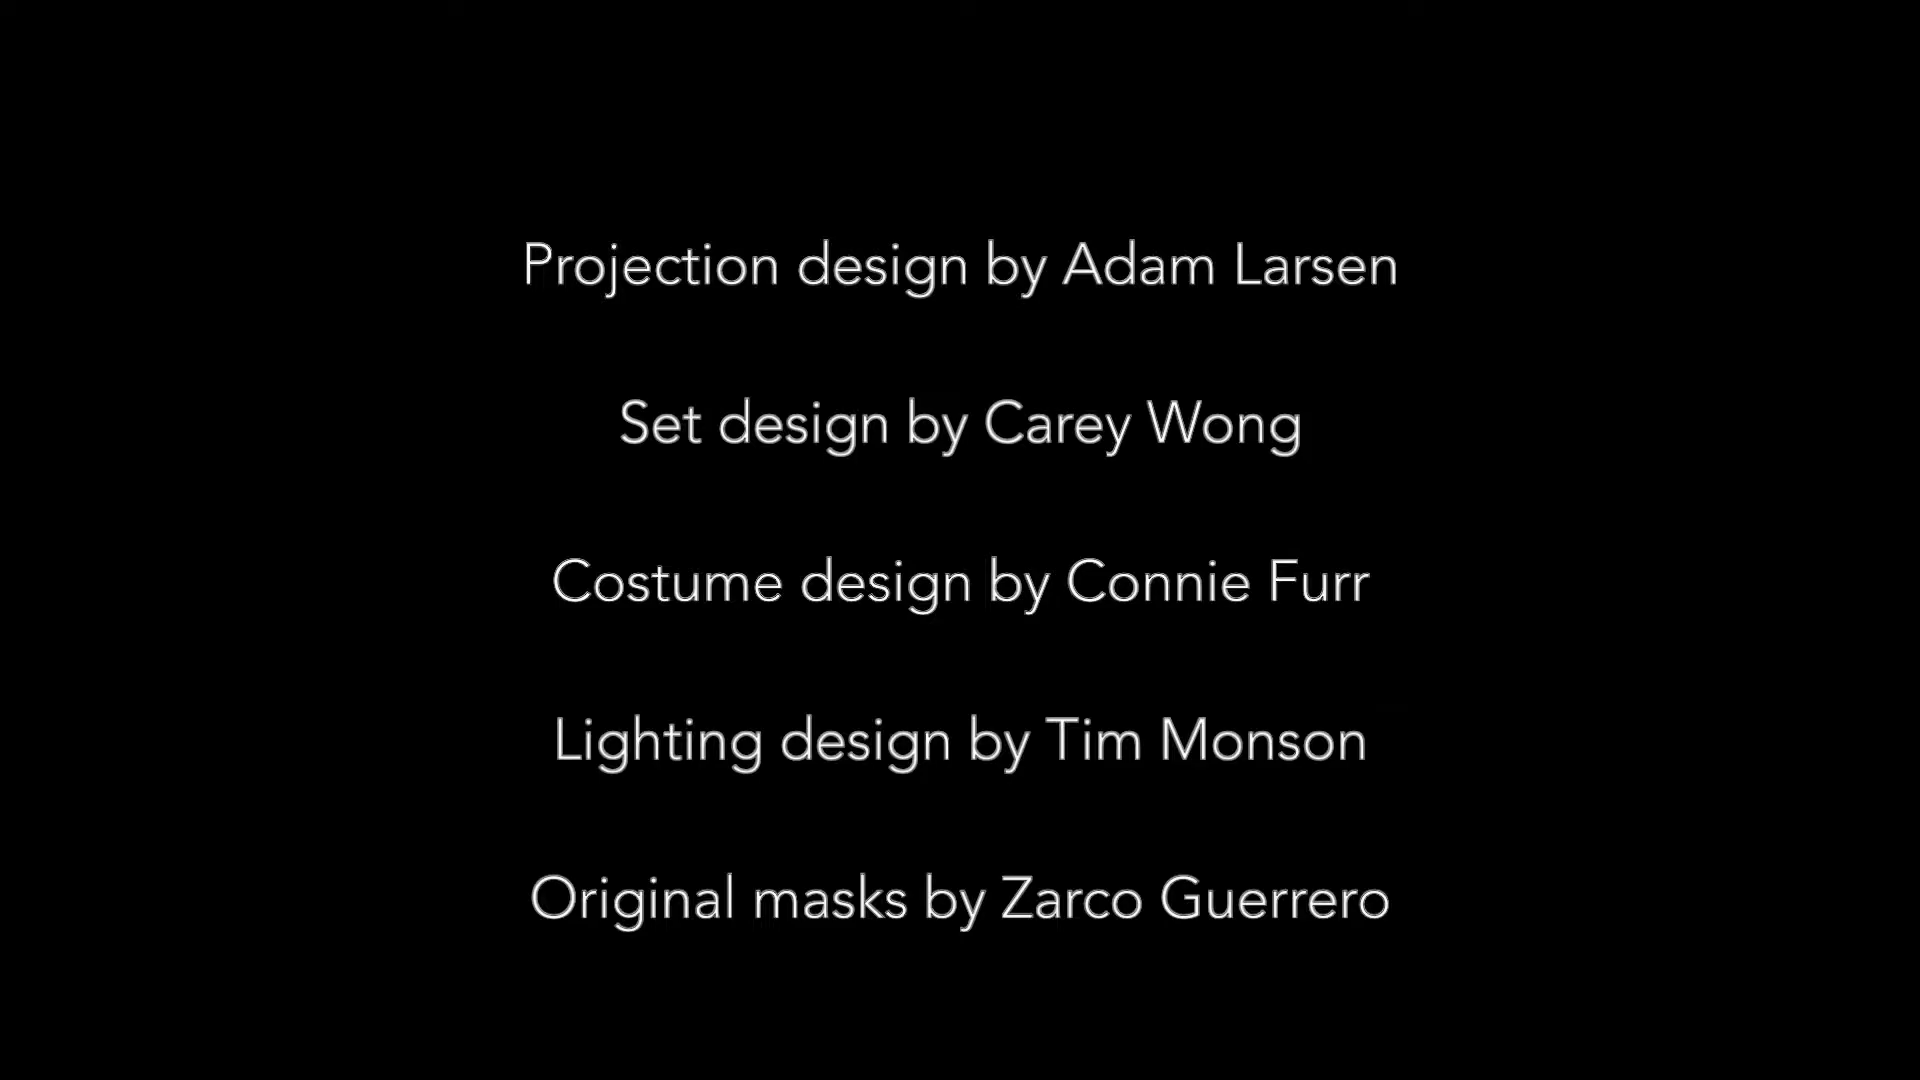 Projection design by Adam Larsen
Set design by Carey Wong
Costume design by Connie Furr
Lighting design by Tim Monson
Original masks by Zarco Guerrero